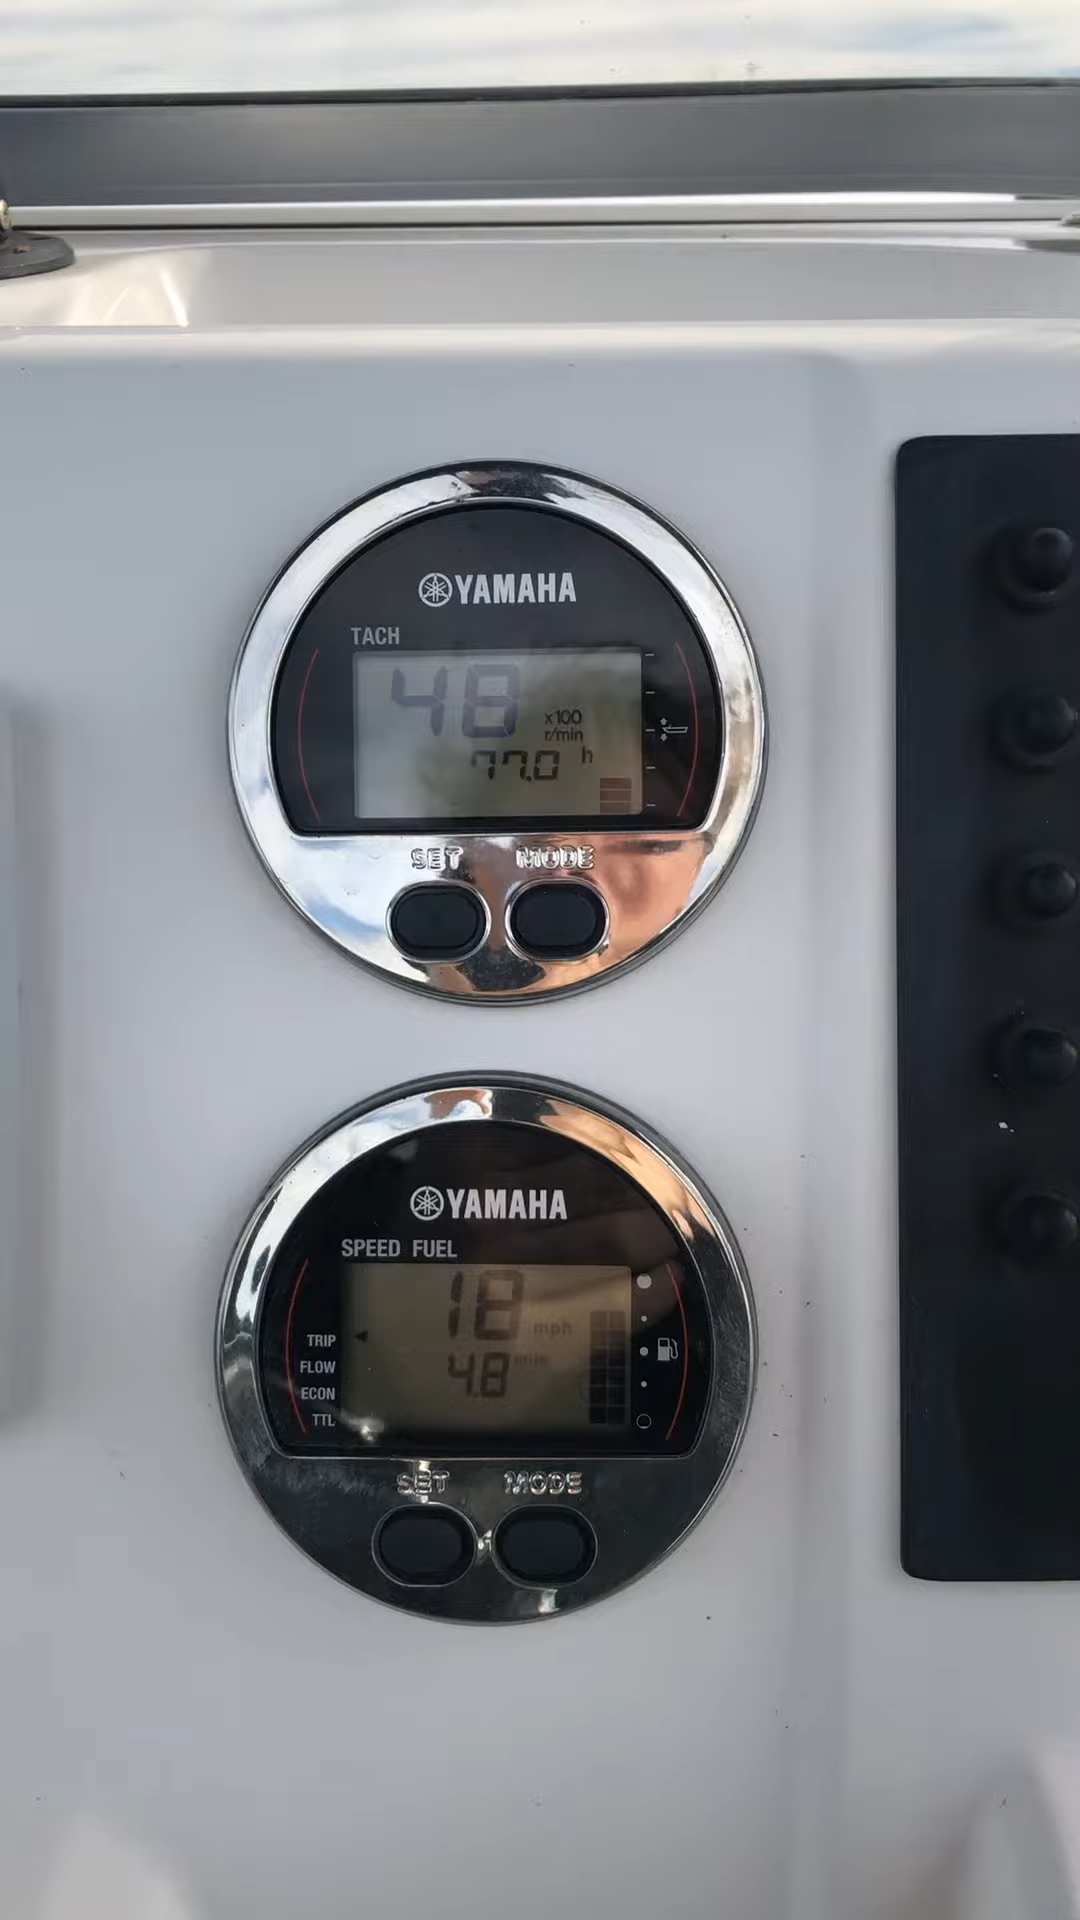 YAMAHA
TACH
48
x100
r/min
77.0 h
SET MODE
YAMAHA
SPEED FUEL
18 mph
TRIP
4.8
FLOW
ECON
TTL
SET MODE